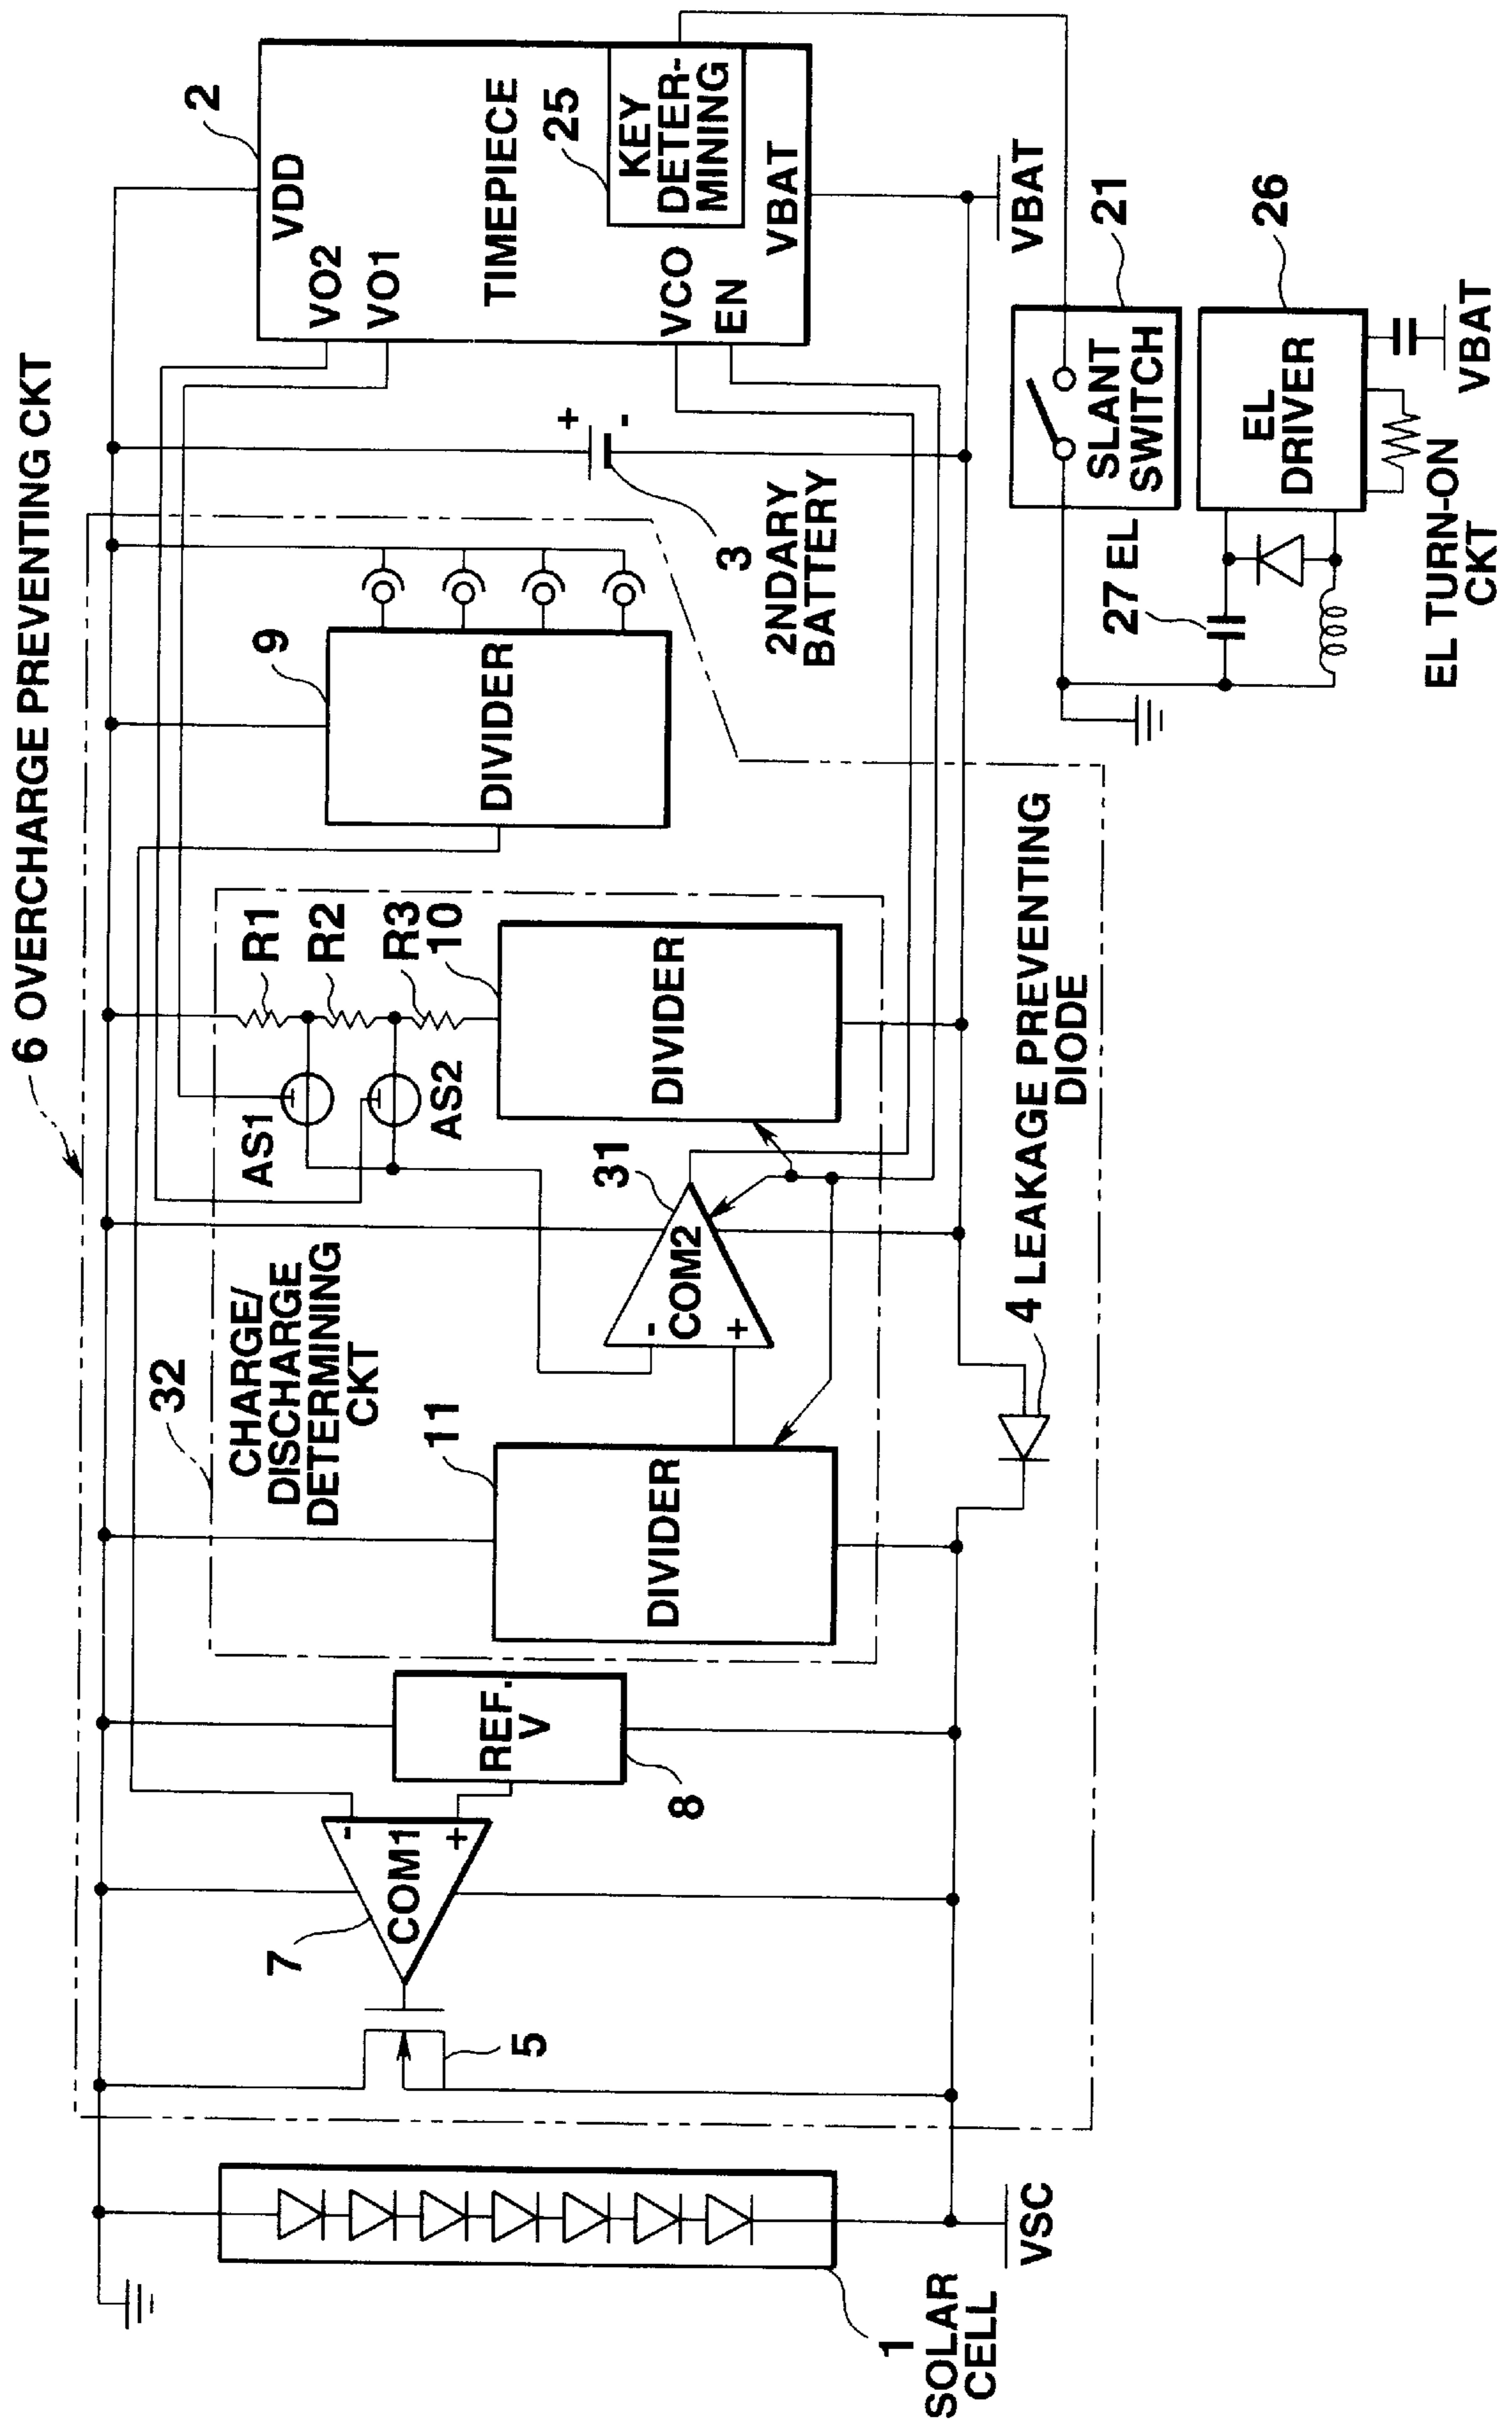 6 OVERCHARGE PREVENTING CKT
2
VDD
VO2
VO1
TIMEPIECE
25
KEY
DETER-
MINING
VCO
EN
VBAT
VBAT
+
-
3
2NDARY
BATTERY
9
DIVIDER
R1
R2
R3
10
DIVIDER
AS1
AS2
31
COM2
-
+
32
CHARGE/
DISCHARGE
DETERMINING
CKT
11
DIVIDER
4 LEAKAGE PREVENTING
DIODE
REF.
V
8
7
COM1
-
+
5
1
SOLAR
CELL
VSC
21
SLANT
SWITCH
26
EL
DRIVER
27 EL
VBAT
EL TURN-ON
CKT